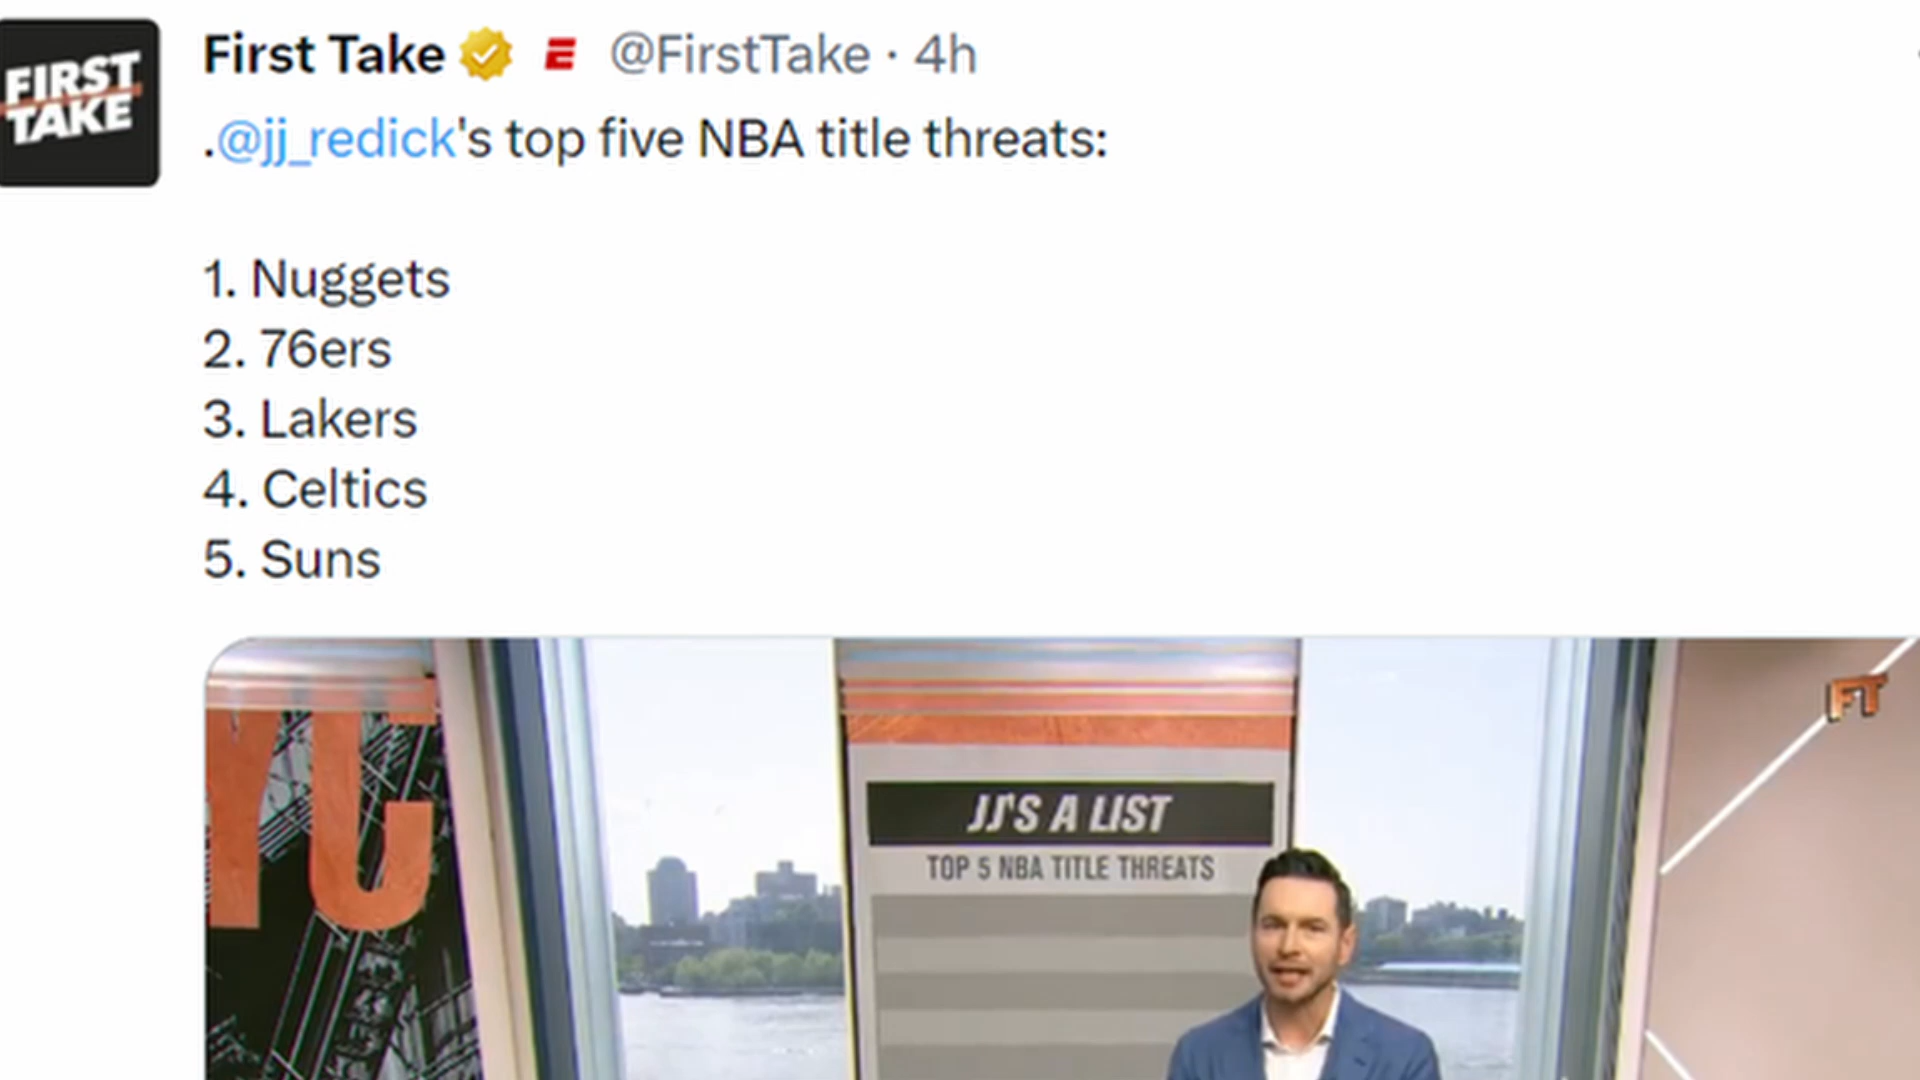 FIRST
TAKE
First Take E @FirstTake · 4h
.@jj_redick's top five NBA title threats:
1. Nuggets
2. 76ers
3. Lakers
4. Celtics
5. Suns
YC
FT
JJ'S A LIST
TOP 5 NBA TITLE THREATS